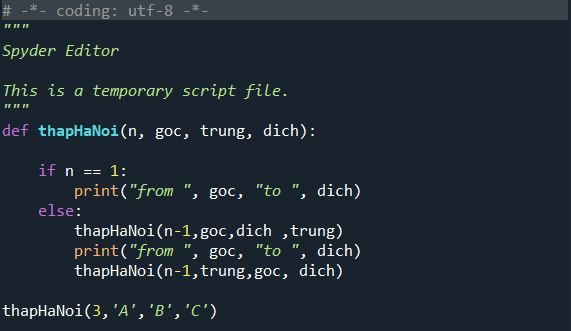 # -*- coding: utf-8 -*-
"""
Spyder Editor

This is a temporary script file.
"""
def thapHaNoi(n, goc, trung, dich):

    if n == 1:
        print("from ", goc, "to ", dich)
    else:
        thapHaNoi(n-1,goc,dich ,trung)
        print("from ", goc, "to ", dich)
        thapHaNoi(n-1,trung,goc, dich)

thapHaNoi(3,'A','B','C')